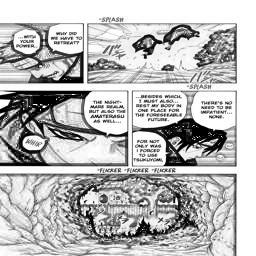 -SPLASH
WHY DID
WE HAVE TO
RETREAT?
...WITH
YOUR
POWER...
-SPLASH
THERE'S NO
NEED TO BE
IMPATIENT...
NONE.
...BESIDES WHICH,
I MUST ALSO...
REST MY BODY
IN ONE PLACE
FOR THE
FORESEEABLE
FUTURE.
FOR NOT
ONLY WAS
I FORCED
TO USE
TSUKUYOMI,
THE NIGHT-
MARE REALM,
BUT ALSO THE
AMATERASU
AS WELL...
-FLICKER -FLICKER -FLICKER